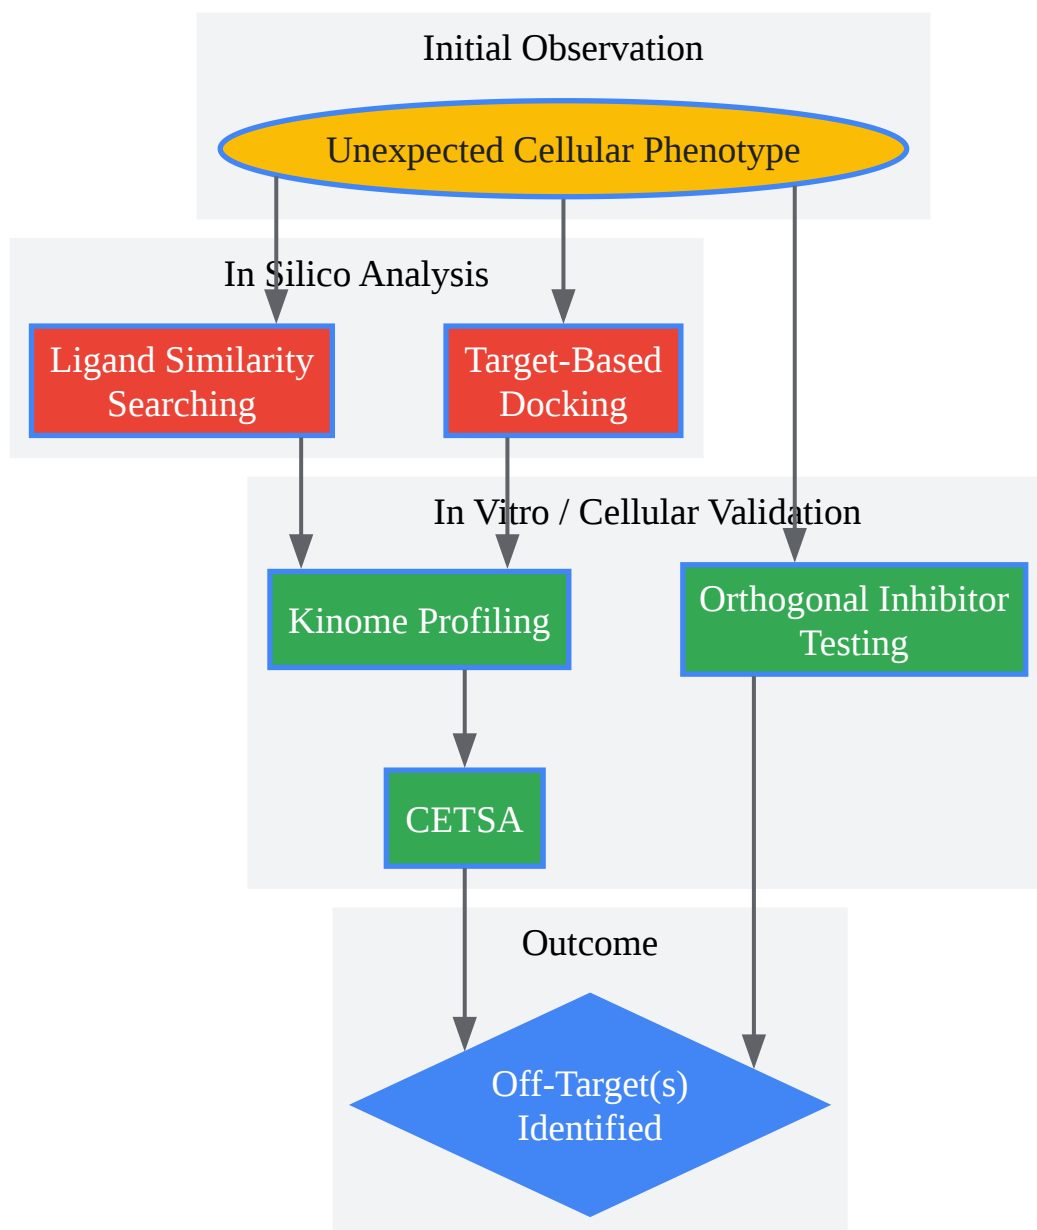 Initial Observation
Unexpected Cellular Phenotype
In Silico Analysis
Ligand Similarity
Searching
Target-Based
Docking
In Vitro / Cellular Validation
Kinome Profiling
Orthogonal Inhibitor
Testing
CETSA
Outcome
Off-Target(s)
Identified